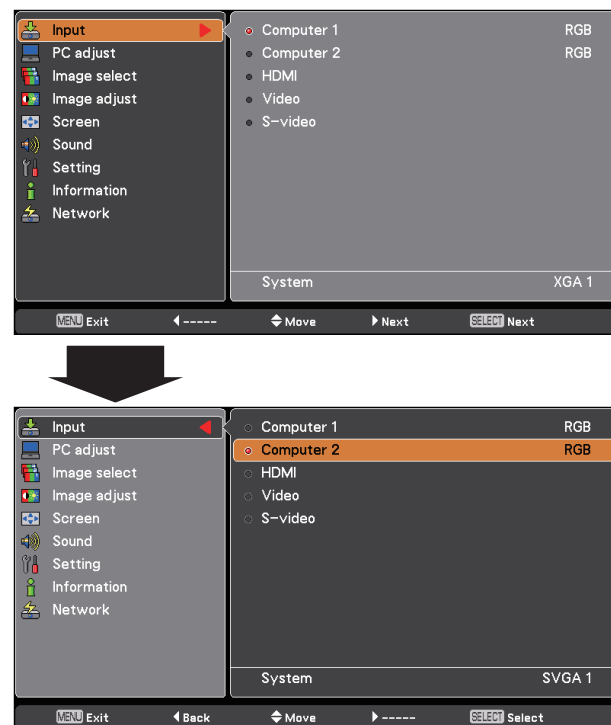 Input Computer 1 RGB
PC adjust Computer 2 RGB
Image select HDMI
Image adjust Video
Screen S-video
Sound
Setting
Information
Network
System XGA 1
MENU Exit ----- Move Next SELECT Next
Input Computer 1 RGB
PC adjust Computer 2 RGB
Image select HDMI
Image adjust Video
Screen S-video
Sound
Setting
Information
Network
System SVGA 1
MENU Exit Back Move ----- SELECT Select